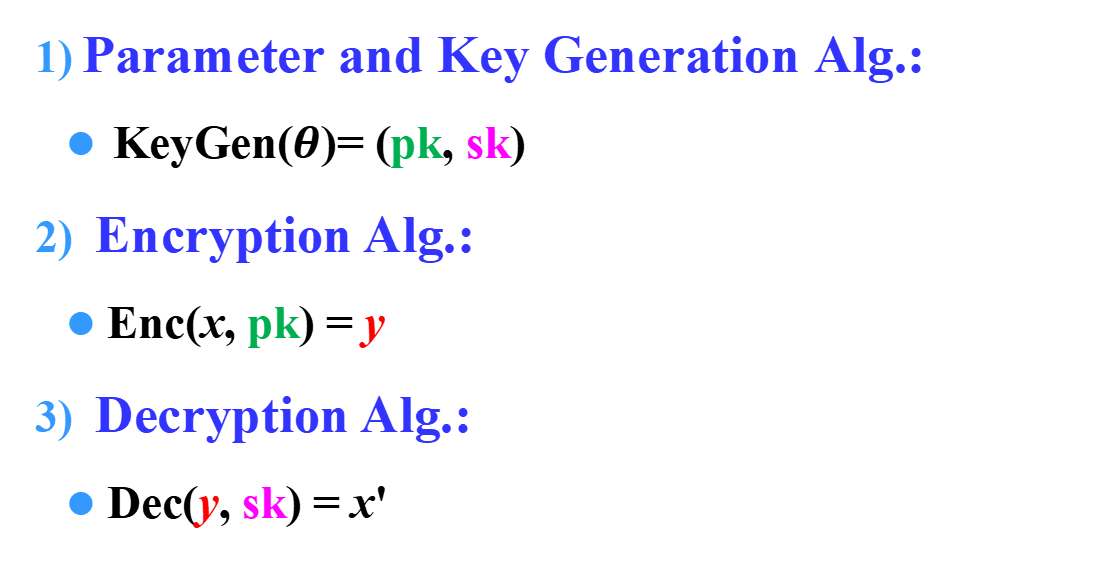 1) Parameter and Key Generation Alg.:
● KeyGen(θ)= (pk, sk)
2) Encryption Alg.:
● Enc(x, pk) = y
3) Decryption Alg.:
● Dec(y, sk) = x'